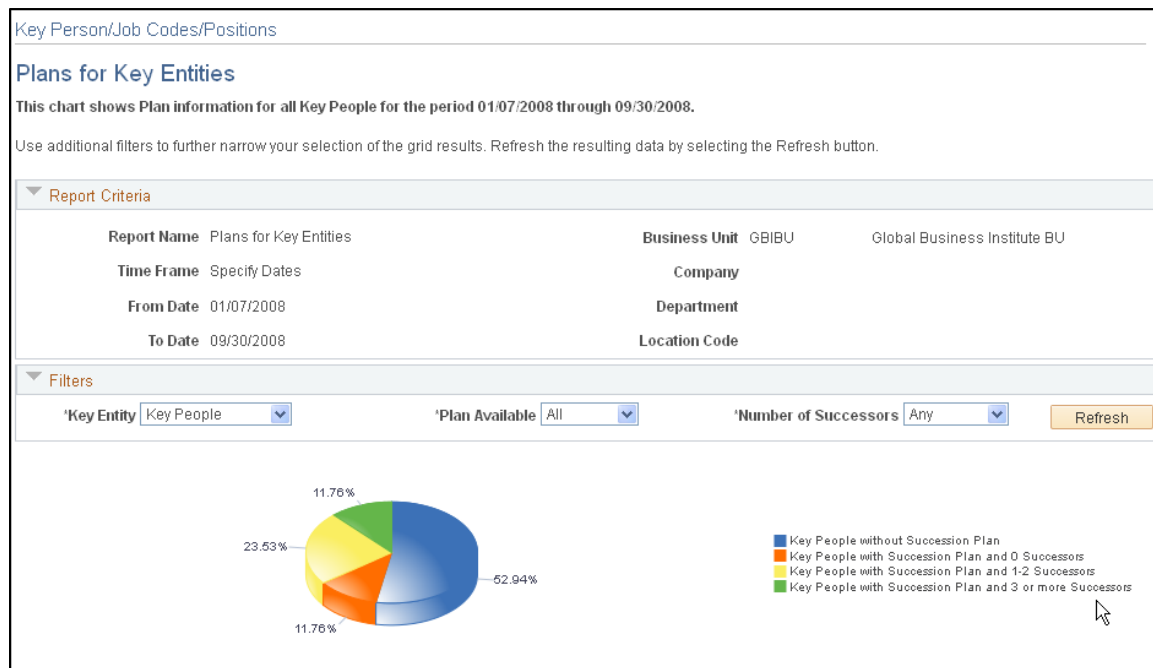 Key Person/Job Codes/Positions
Plans for Key Entities
This chart shows Plan information for all Key People for the period 01/07/2008 through 09/30/2008.
Use additional filters to further narrow your selection of the grid results. Refresh the resulting data by selecting the Refresh button.
Report Criteria
Report Name Plans for Key Entities Business Unit GBIBU Global Business Institute BU
Time Frame Specify Dates Company
From Date 01/07/2008 Department
To Date 09/30/2008 Location Code
Filters
*Key Entity Key People *Plan Available All *Number of Successors Any Refresh
11.76%
23.53%
52.94%
11.76%
Key People without Succession Plan
Key People with Succession Plan and 0 Successors
Key People with Succession Plan and 1-2 Successors
Key People with Succession Plan and 3 or more Successors